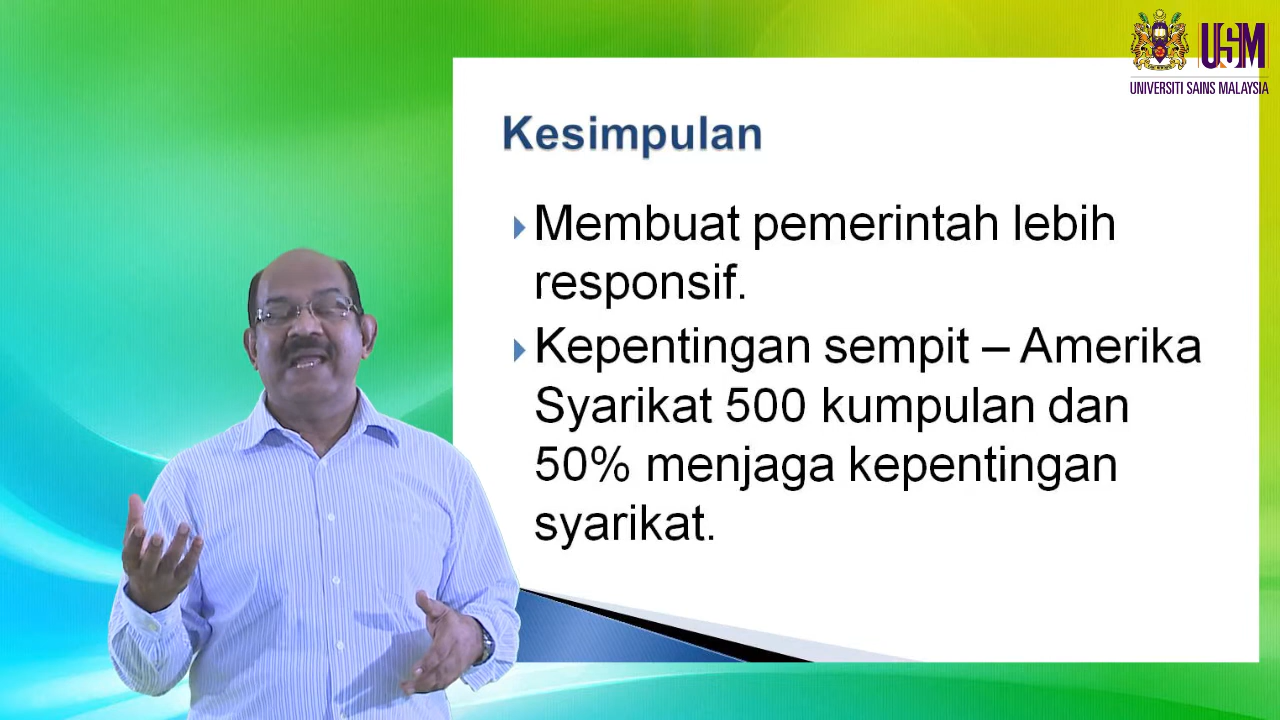 USM
UNIVERSITI SAINS MALAYSIA
Kesimpulan
Membuat pemerintah lebih
responsif.
Kepentingan sempit – Amerika
Syarikat 500 kumpulan dan
50% menjaga kepentingan
syarikat.